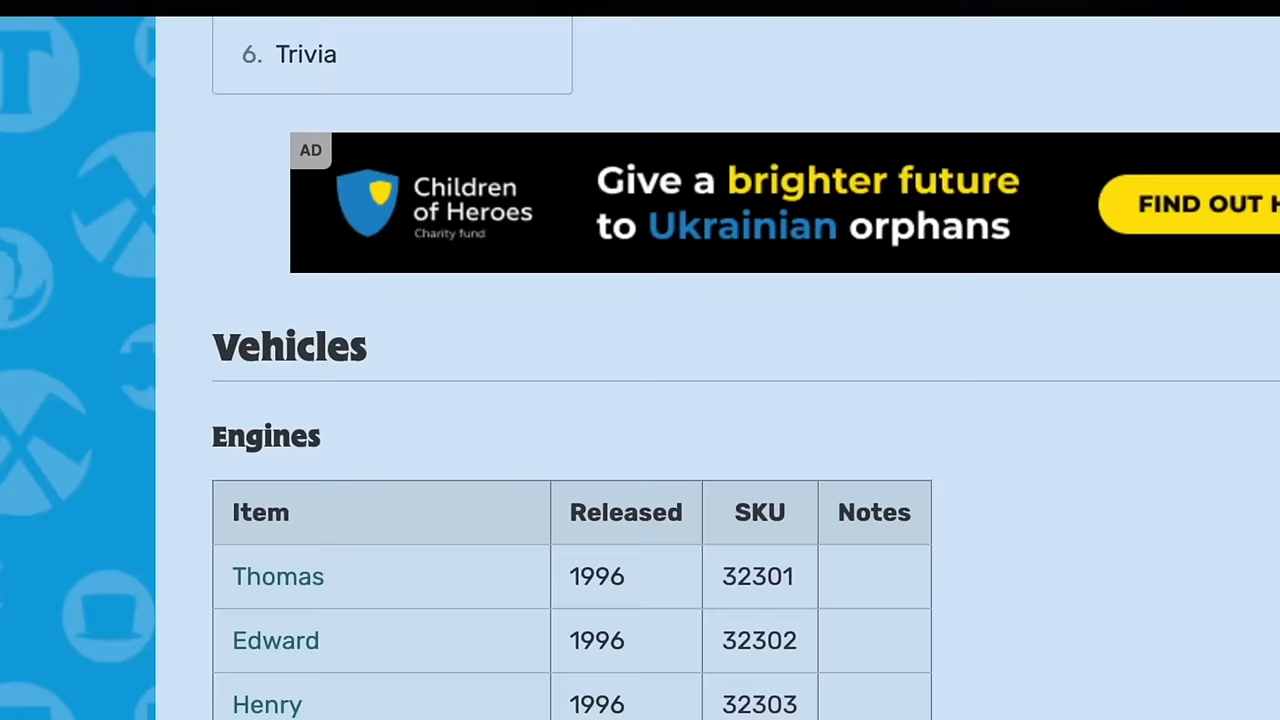 6. Trivia
AD
Children
of Heroes
Charity fund
Give a brighter future
to Ukrainian orphans
FIND OUT
Vehicles
Engines
Item Released SKU Notes
Thomas 1996 32301
Edward 1996 32302
Henry 1996 32303